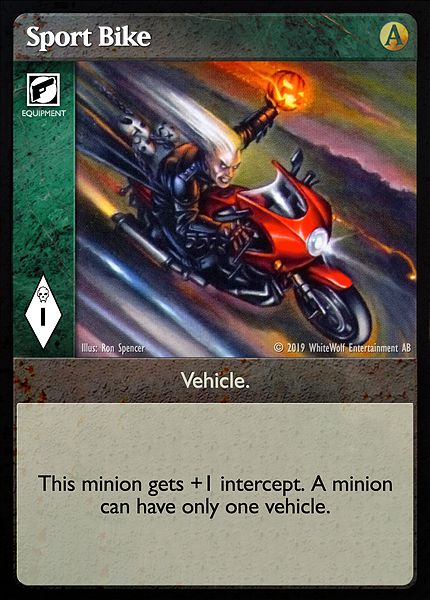 Sport Bike
A
EQUIPMENT
1
Illus: Ron Spencer
© 2019 WhiteWolf Entertainment AB
Vehicle.
This minion gets +1 intercept. A minion
can have only one vehicle.